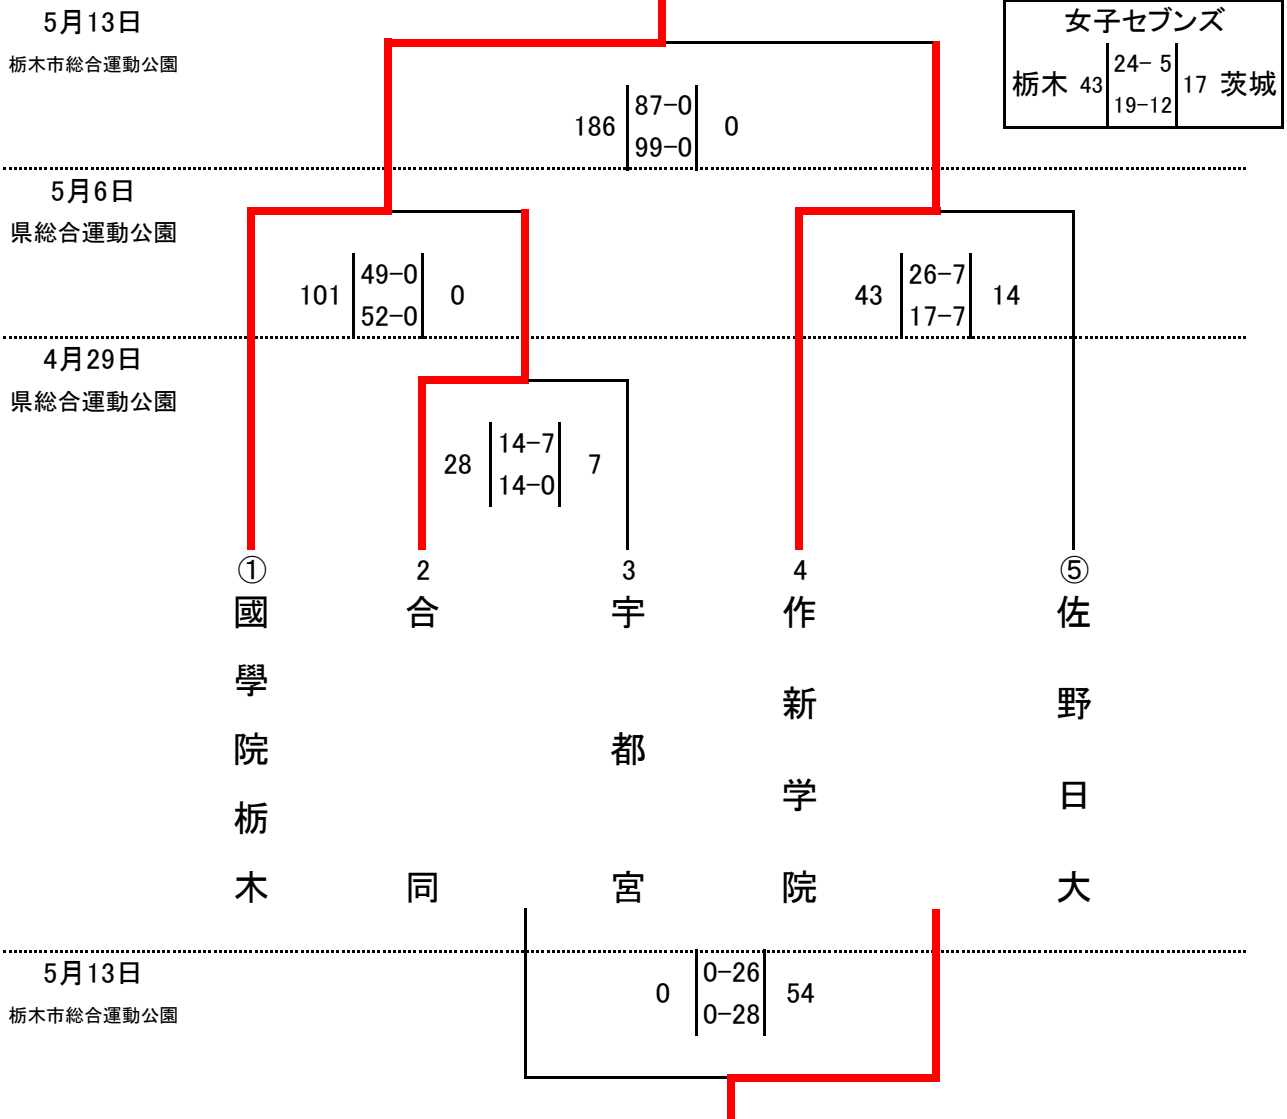 5月13日
栃木市総合運動公園
女子セブンズ
栃木 43 24- 5 17 茨城
19-12
186 87-0 0
99-0
5月6日
県総合運動公園
101 49-0 0
52-0
43 26-7 14
17-7
4月29日
県総合運動公園
28 14-7 7
14-0
① 2 3 4 ⑤
國學院栃木
合同
宇都宮
作新学院
佐野日大
5月13日
栃木市総合運動公園
0 0-26 54
0-28